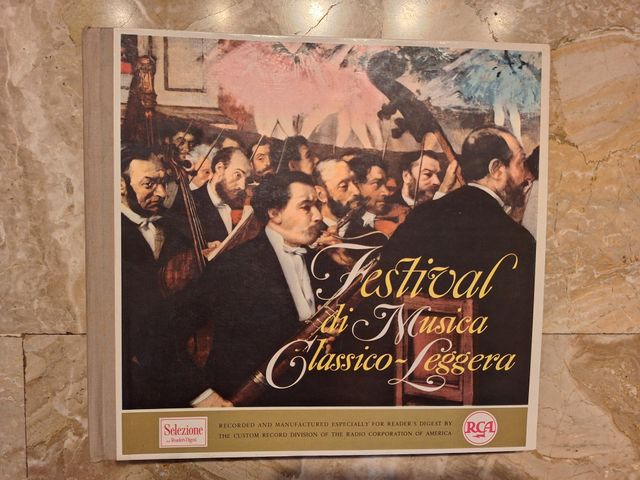 Festival
di Musica
Classico-Leggera
Selezione
dal Reader's Digest
RECORDED AND MANUFACTURED ESPECIALLY FOR READER'S DIGEST BY
THE CUSTOM RECORD DIVISION OF THE RADIO CORPORATION OF AMERICA
RCA